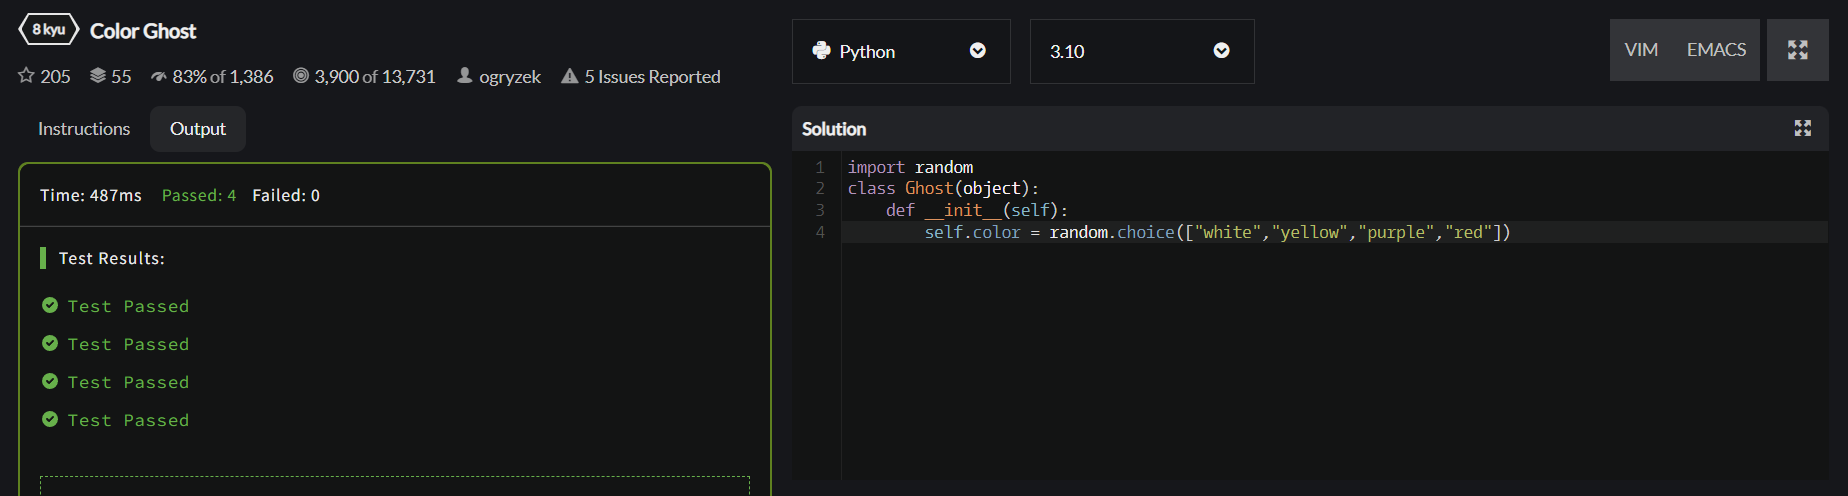 8 kyu Color Ghost
205 55 83% of 1,386 3,900 of 13,731 ogryzek 5 Issues Reported
Instructions Output
Time: 487ms Passed: 4 Failed: 0
Test Results:
Test Passed
Test Passed
Test Passed
Test Passed
Python 3.10 VIM EMACS
Solution
1 import random
2 class Ghost(object):
3 def __init__(self):
4 self.color = random.choice(["white","yellow","purple","red"])